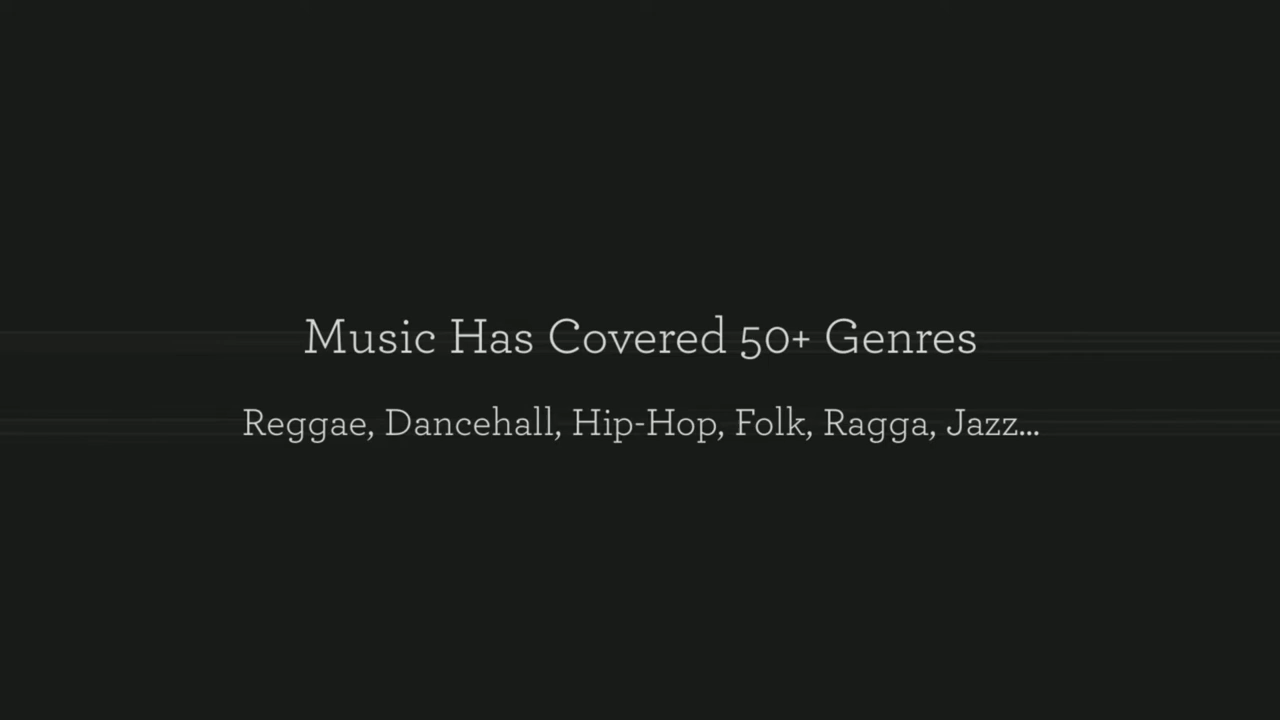 Music Has Covered 50+ Genres
Reggae, Dancehall, Hip-Hop, Folk, Ragga, Jazz...